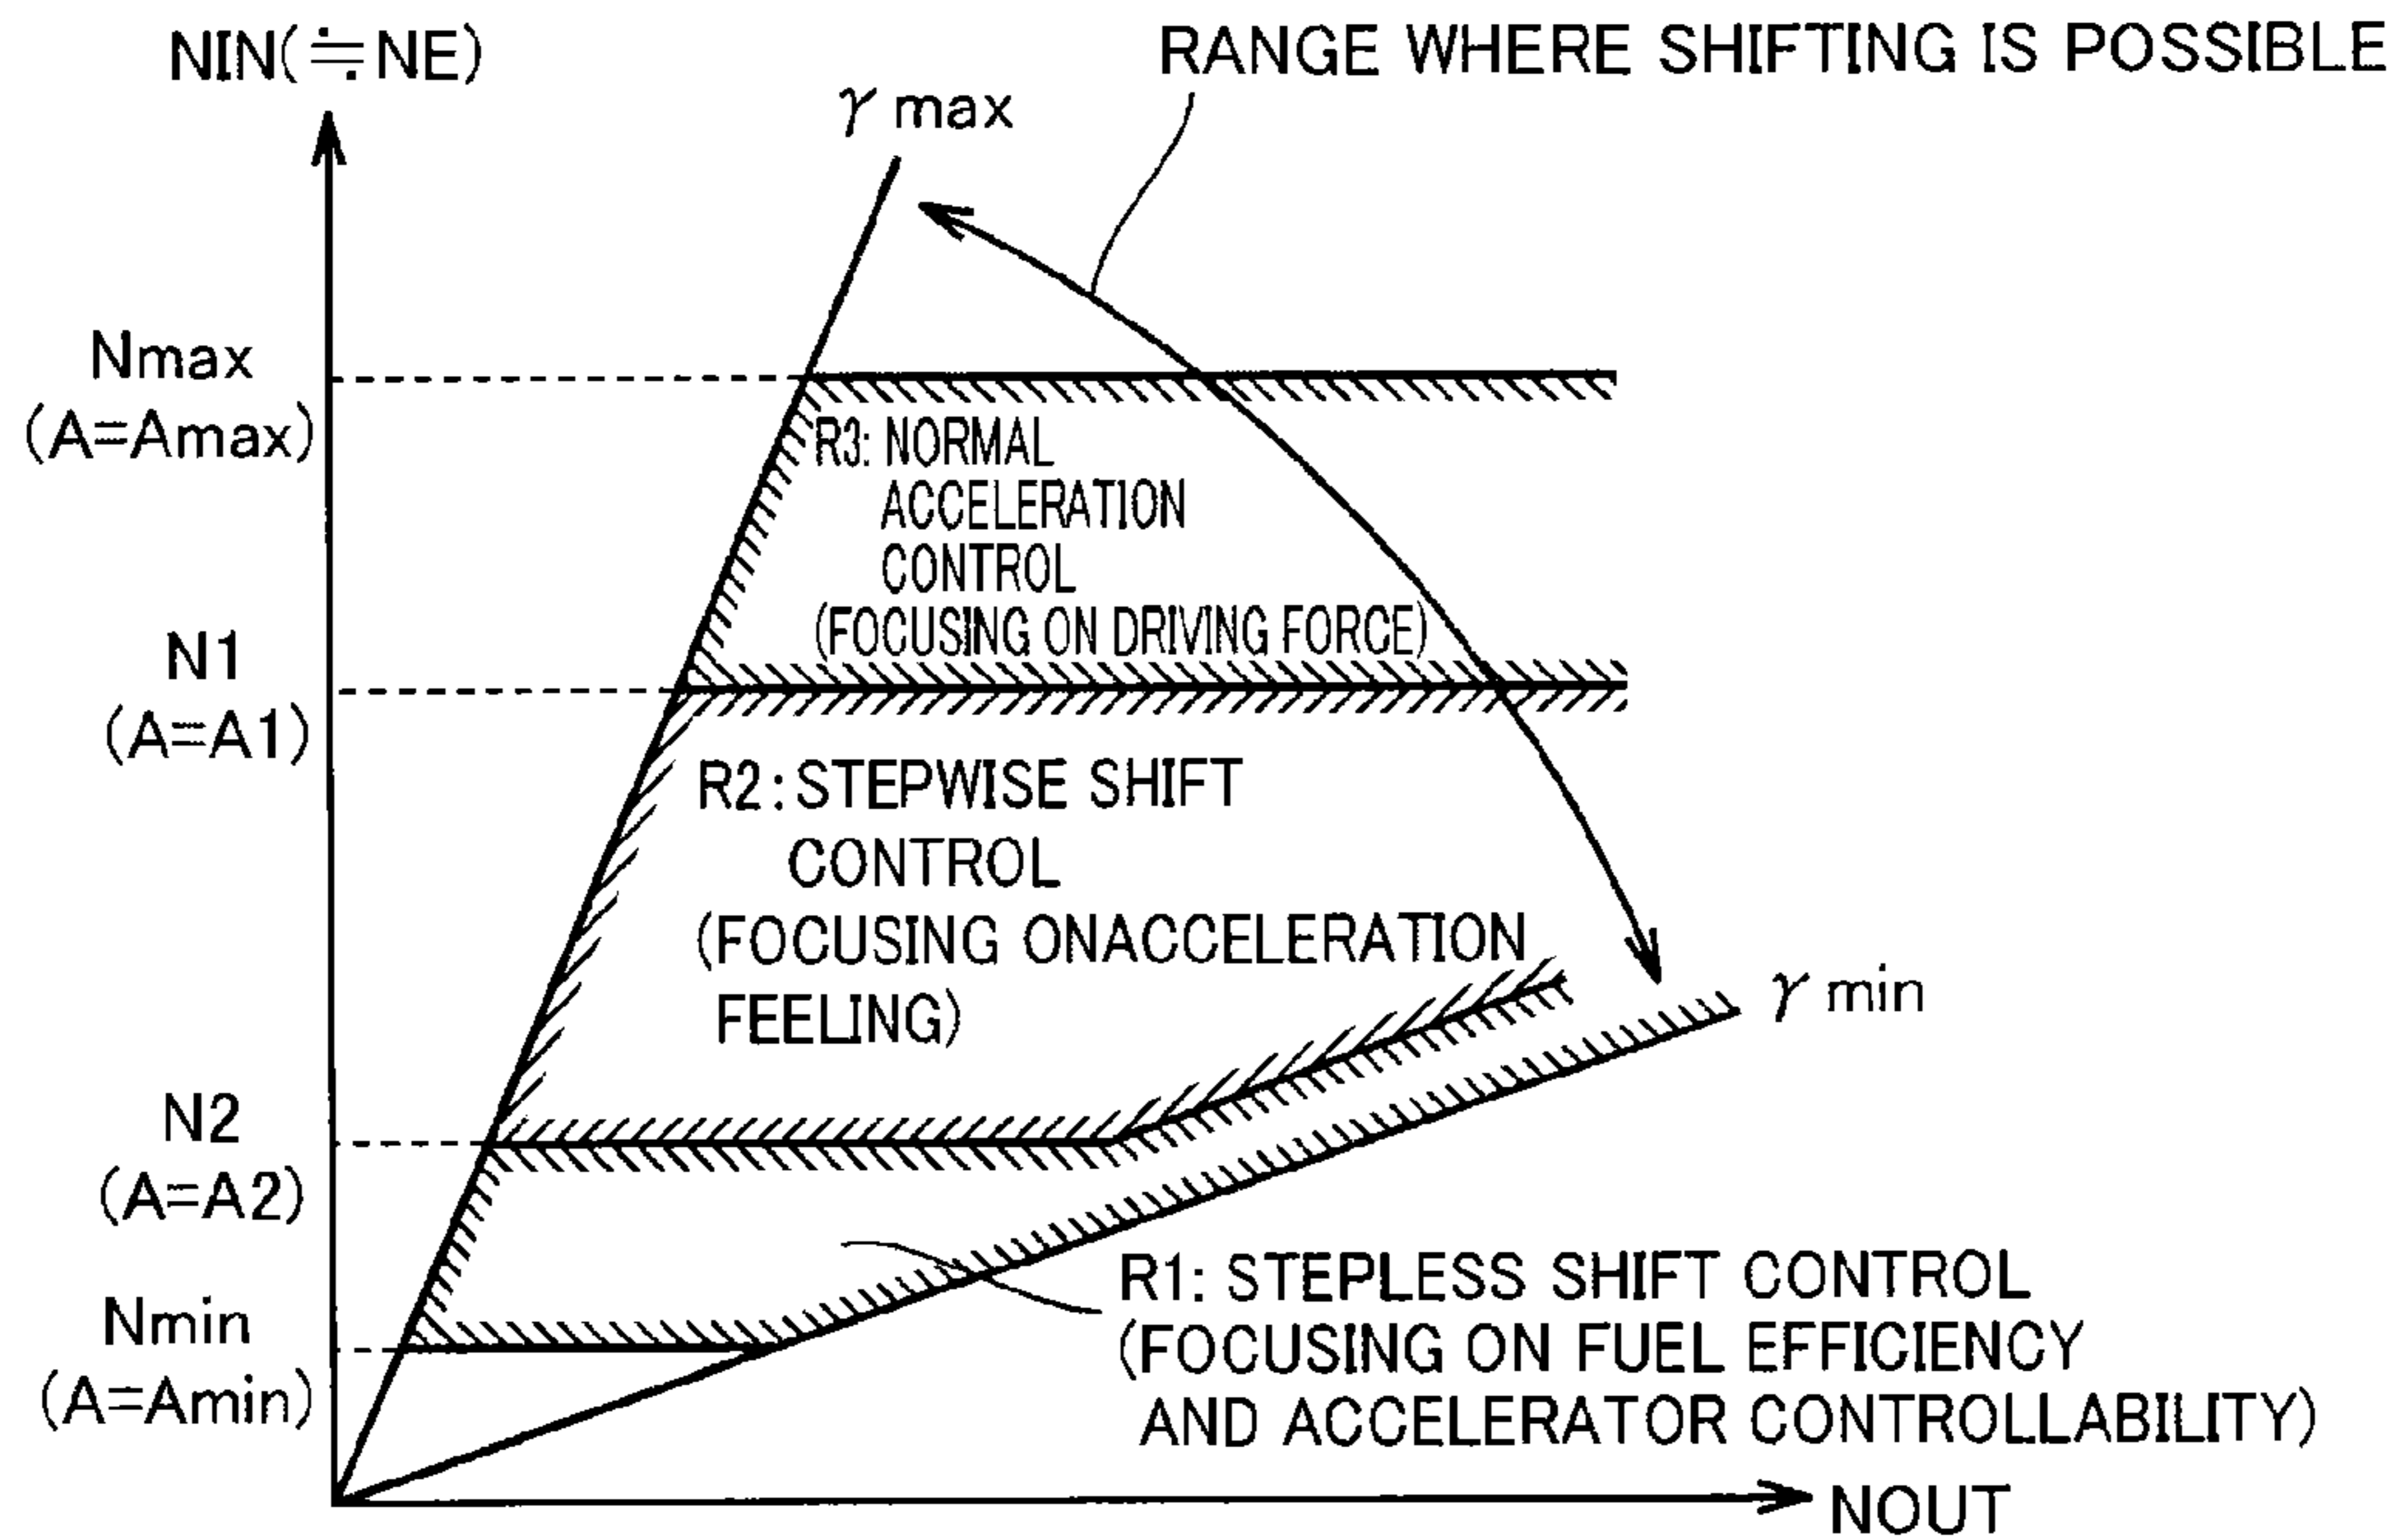 NIN(≒NE)
RANGE WHERE SHIFTING IS POSSIBLE
γ max
Nmax
(A=Amax)
R3: NORMAL
ACCELERATION
CONTROL
(FOCUSING ON DRIVING FORCE)
N1
(A=A1)
R2: STEPWISE SHIFT
CONTROL
(FOCUSING ONACCELERATION
FEELING)
γ min
N2
(A=A2)
R1: STEPLESS SHIFT CONTROL
(FOCUSING ON FUEL EFFICIENCY
AND ACCELERATOR CONTROLLABILITY)
Nmin
(A=Amin)
NOUT